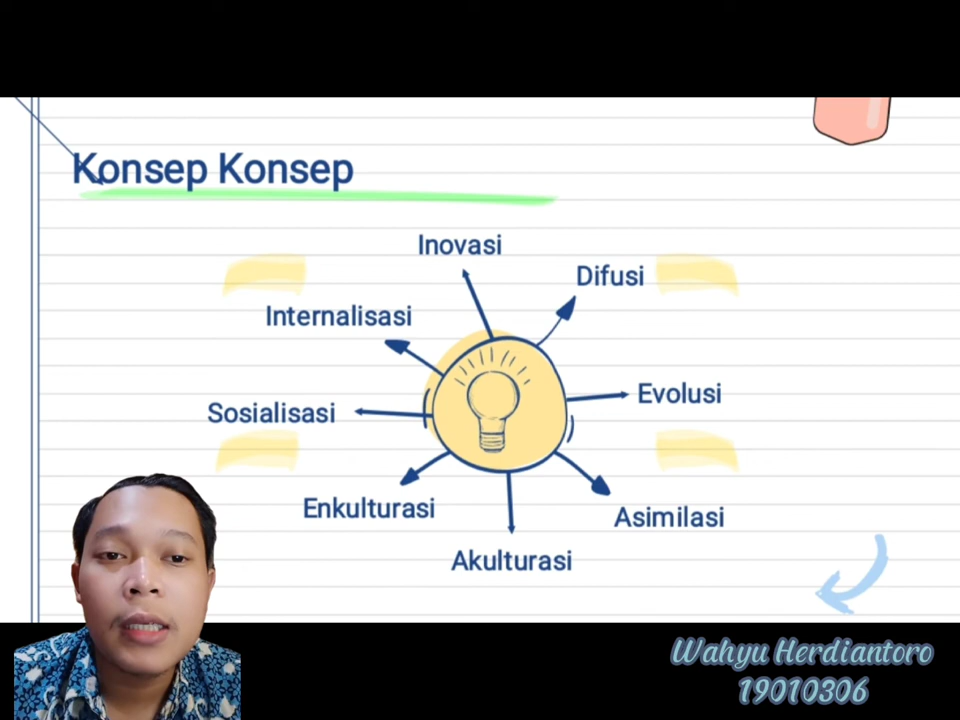 Konsep Konsep
Inovasi
Difusi
Internalisasi
Evolusi
Sosialisasi
Enkulturasi
Asimilasi
Akulturasi
Wahyu Herdiantoro
19010306